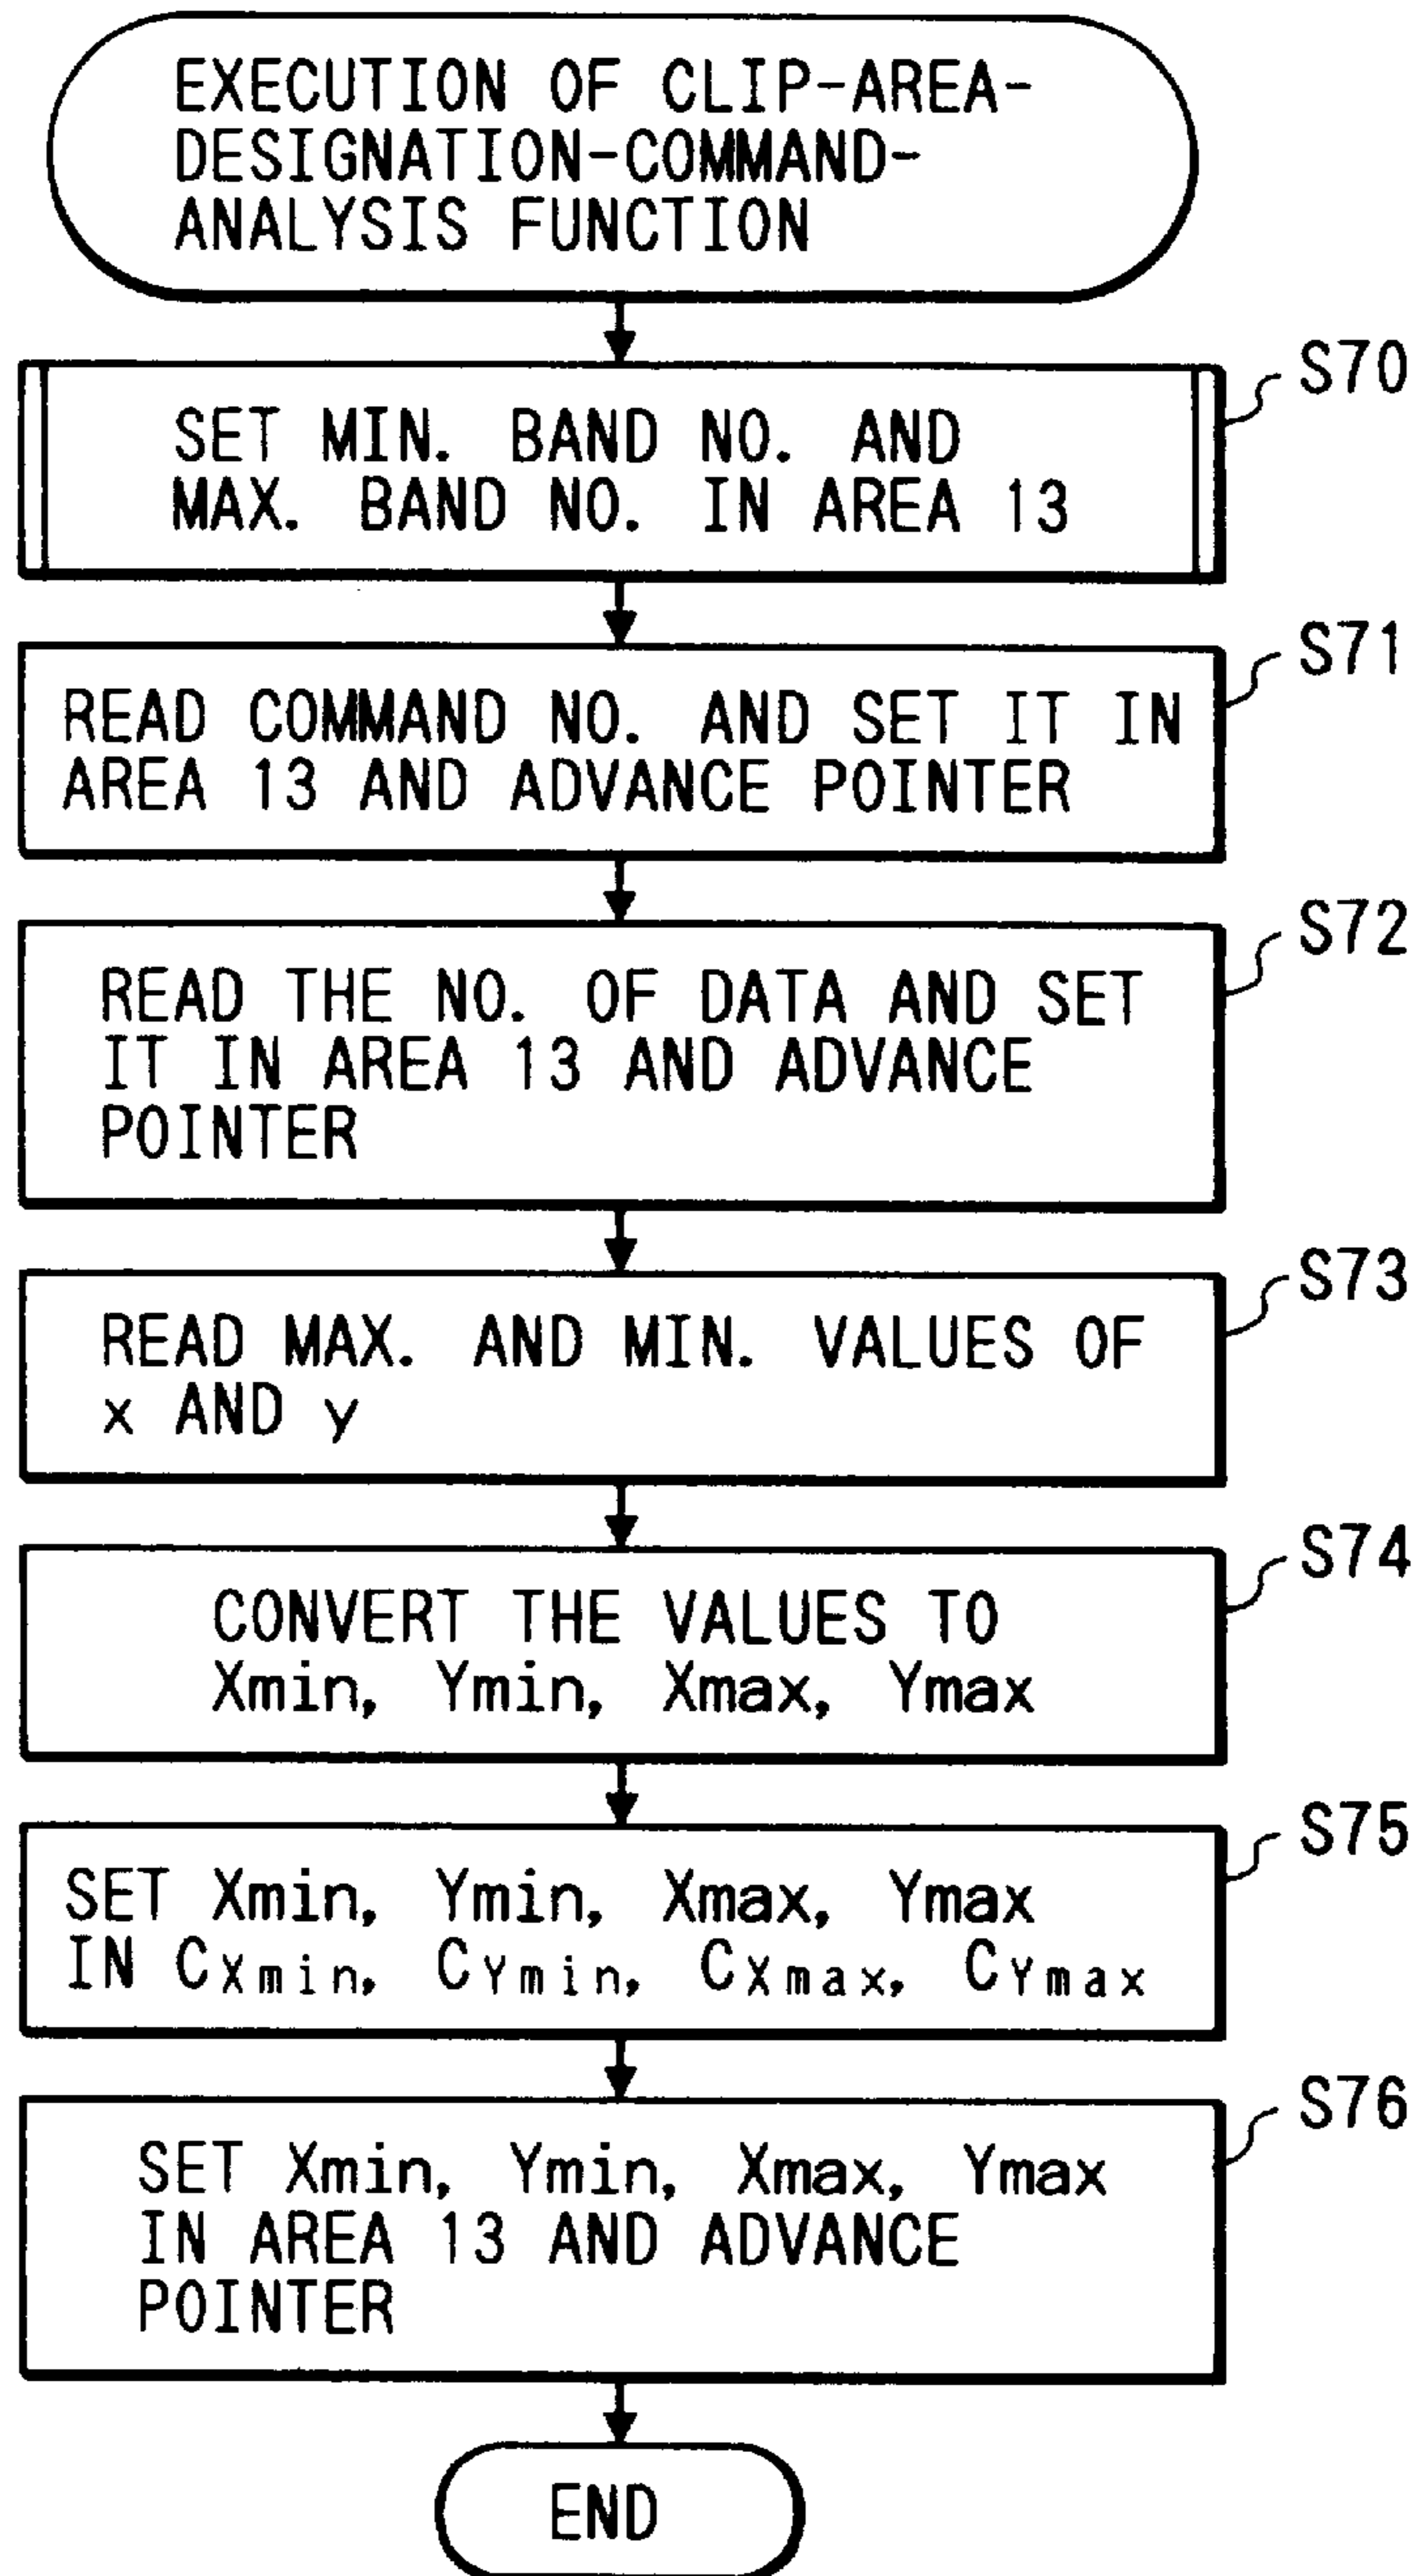 EXECUTION OF CLIP-AREA-
DESIGNATION-COMMAND-
ANALYSIS FUNCTION
S70
SET MIN. BAND NO. AND
MAX. BAND NO. IN AREA 13
S71
READ COMMAND NO. AND SET IT IN
AREA 13 AND ADVANCE POINTER
S72
READ THE NO. OF DATA AND SET
IT IN AREA 13 AND ADVANCE
POINTER
S73
READ MAX. AND MIN. VALUES OF
x AND y
S74
CONVERT THE VALUES TO
Xmin, Ymin, Xmax, Ymax
S75
SET Xmin, Ymin, Xmax, Ymax
IN CXmin, CYmin, CXmax, CYmax
S76
SET Xmin, Ymin, Xmax, Ymax
IN AREA 13 AND ADVANCE
POINTER
END